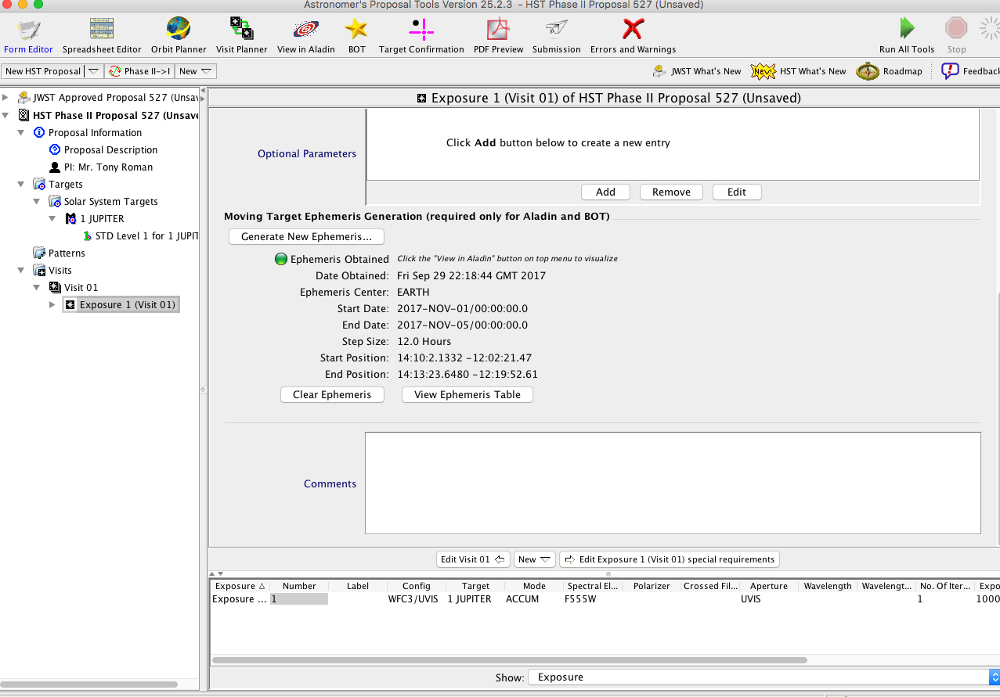 Astronomer's Proposal Tools Version 25.2.3 - HST Phase II Proposal 527 (Unsaved)
Form Editor Spreadsheet Editor Orbit Planner Visit Planner View in Aladin BOT Target Confirmation PDF Preview Submission Errors and Warnings Run All Tools Stop
New HST Proposal Phase II->I New New! JWST What's New HST What's New Roadmap Feedback
JWST Approved Proposal 527 (Unsav
HST Phase II Proposal 527 (Unsave
Proposal Information
Proposal Description
PI: Mr. Tony Roman
Targets
Solar System Targets
1 JUPITER
STD Level 1 for 1 JUPIT
Patterns
Visits
Visit 01
Exposure 1 (Visit 01)
Exposure 1 (Visit 01) of HST Phase II Proposal 527 (Unsaved)
Optional Parameters
Click Add button below to create a new entry
Add Remove Edit
Moving Target Ephemeris Generation (required only for Aladin and BOT)
Generate New Ephemeris...
Ephemeris Obtained Click the "View in Aladin" button on top menu to visualize
Date Obtained: Fri Sep 29 22:18:44 GMT 2017
Ephemeris Center: EARTH
Start Date: 2017-NOV-01/00:00:00.0
End Date: 2017-NOV-05/00:00:00.0
Step Size: 12.0 Hours
Start Position: 14:10:2.1332 -12:02:21.47
End Position: 14:13:23.6480 -12:19:52.61
Clear Ephemeris View Ephemeris Table
Comments
Edit Visit 01 New Edit Exposure 1 (Visit 01) special requirements
Exposure Number Label Config Target Mode Spectral El... Polarizer Crossed Fil... Aperture Wavelength Wavelengt... No. Of Iter... Expo
Exposure ... 1 WFC3/UVIS 1 JUPITER ACCUM F555W UVIS 1 1000
Show: Exposure